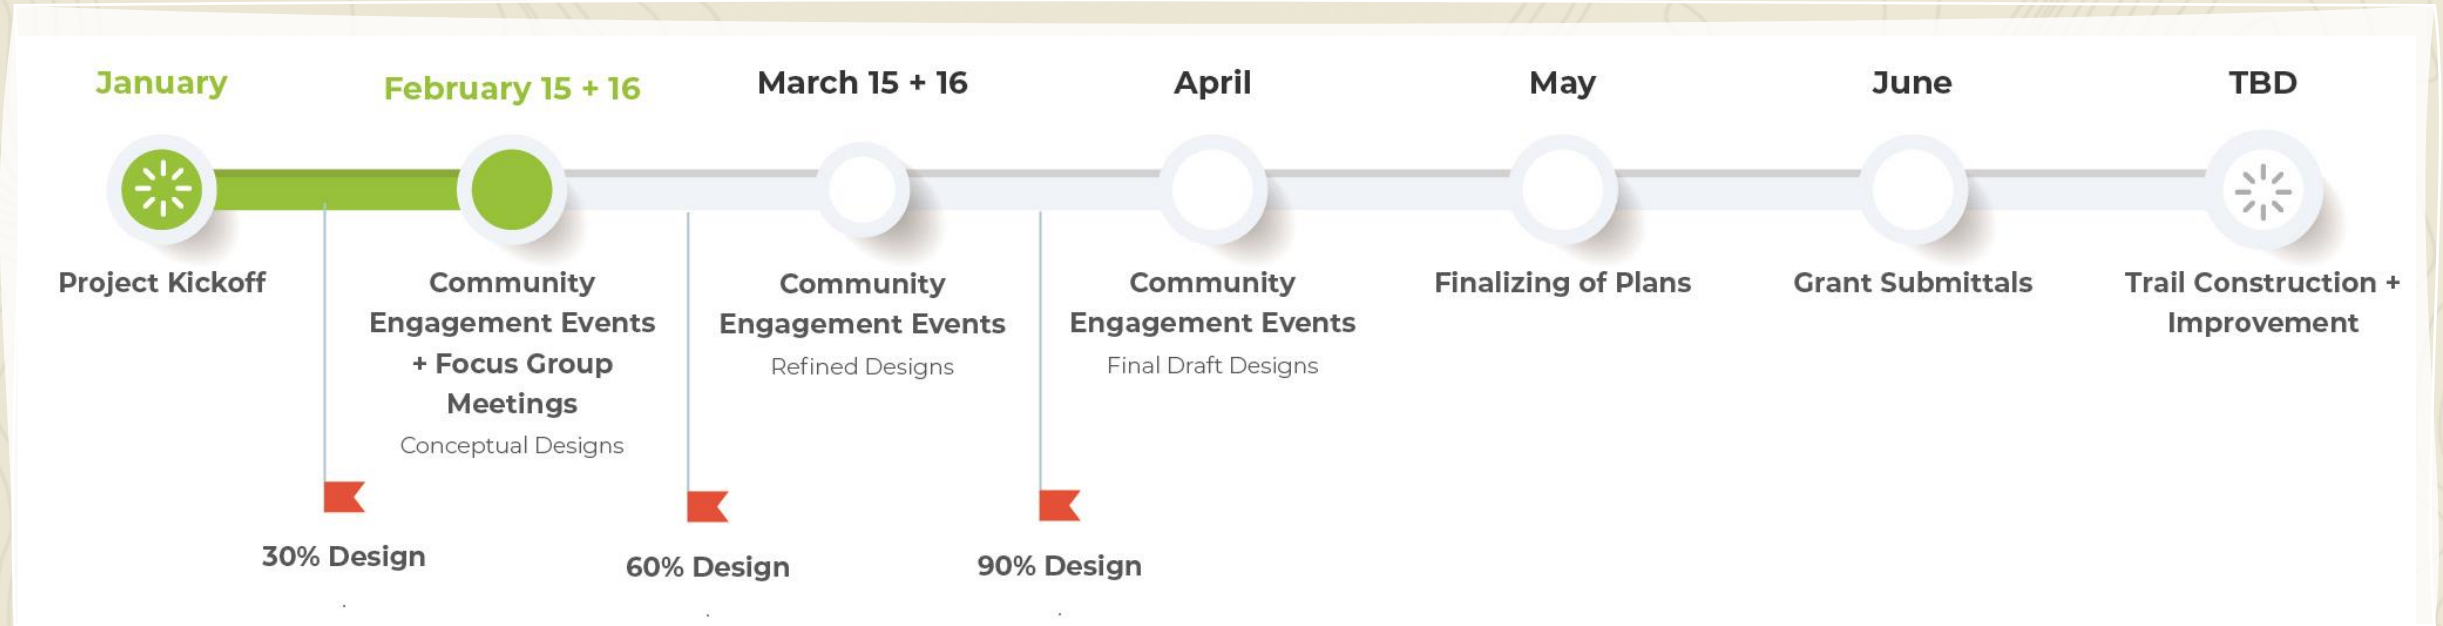 January
February 15 + 16
March 15 + 16
April
May
June
TBD
Project Kickoff
Community
Engagement Events
+ Focus Group
Meetings
Conceptual Designs
Community
Engagement Events
Refined Designs
Community
Engagement Events
Final Draft Designs
Finalizing of Plans
Grant Submittals
Trail Construction +
Improvement
30% Design
.
60% Design
.
90% Design
.